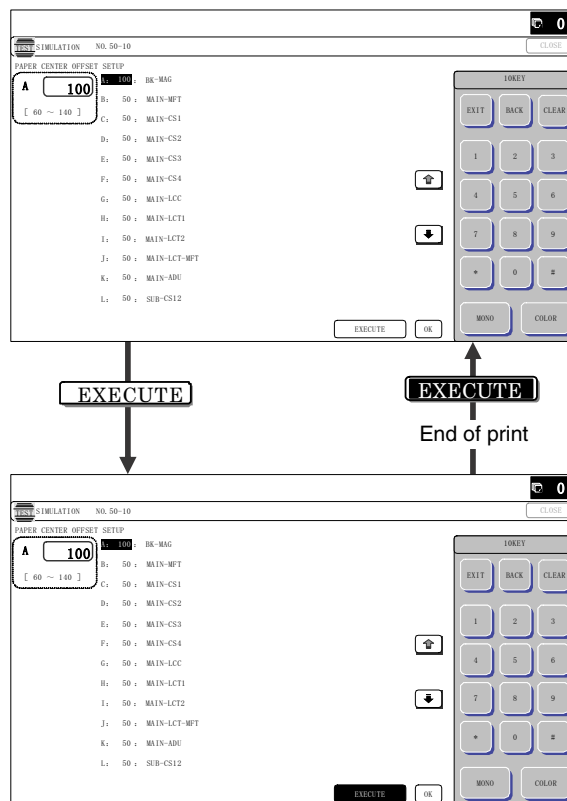 0
TEST SIMULATION NO. 50-10 CLOSE
PAPER CENTER OFFSET SETUP
A 100
[ 60 ~ 140 ]
A: 100 : BK-MAG
B: 50 : MAIN-MFT
C: 50 : MAIN-CS1
D: 50 : MAIN-CS2
E: 50 : MAIN-CS3
F: 50 : MAIN-CS4
G: 50 : MAIN-LCC
H: 50 : MAIN-LCT1
I: 50 : MAIN-LCT2
J: 50 : MAIN-LCT-MFT
K: 50 : MAIN-ADU
L: 50 : SUB-CS12
EXECUTE OK
10KEY
EXIT BACK CLEAR
1 2 3
4 5 6
7 8 9
* 0 #
MONO COLOR
EXECUTE
EXECUTE
End of print
0
TEST SIMULATION NO. 50-10 CLOSE
PAPER CENTER OFFSET SETUP
A 100
[ 60 ~ 140 ]
A: 100 : BK-MAG
B: 50 : MAIN-MFT
C: 50 : MAIN-CS1
D: 50 : MAIN-CS2
E: 50 : MAIN-CS3
F: 50 : MAIN-CS4
G: 50 : MAIN-LCC
H: 50 : MAIN-LCT1
I: 50 : MAIN-LCT2
J: 50 : MAIN-LCT-MFT
K: 50 : MAIN-ADU
L: 50 : SUB-CS12
EXECUTE OK
10KEY
EXIT BACK CLEAR
1 2 3
4 5 6
7 8 9
* 0 #
MONO COLOR